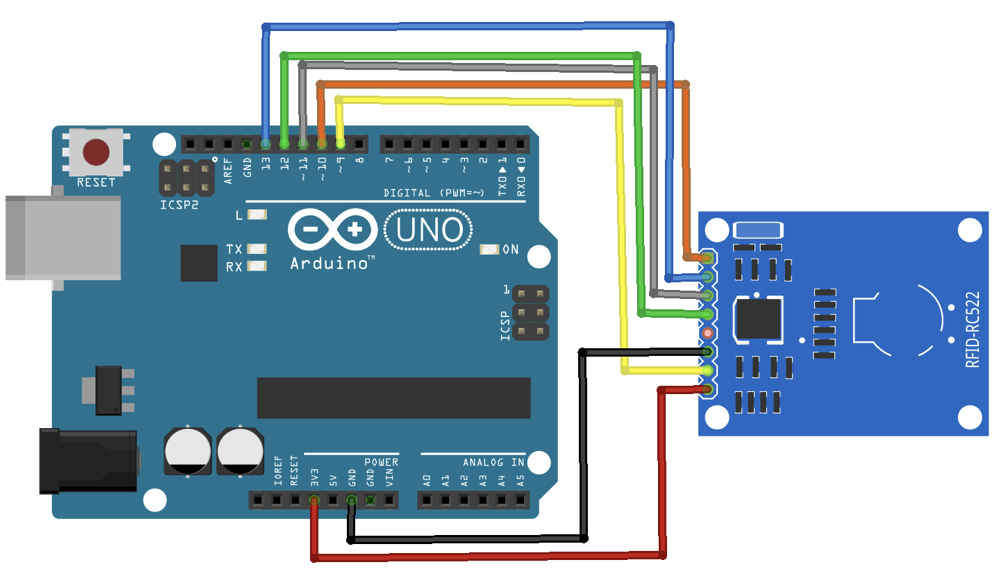 RESET
ICSP2
AREF
GND
13
12
~11
~10
~9
8
7
~6
~5
4
~3
2
TX0▶1
RX0◀0
DIGITAL (PWM=~)
L
TX
RX
UNO
Arduino™
ON
1
ICSP
RFID-RC522
POWER
ANALOG IN
IOREF
RESET
3V3
5V
GND
GND
VIN
A0
A1
A2
A3
A4
A5